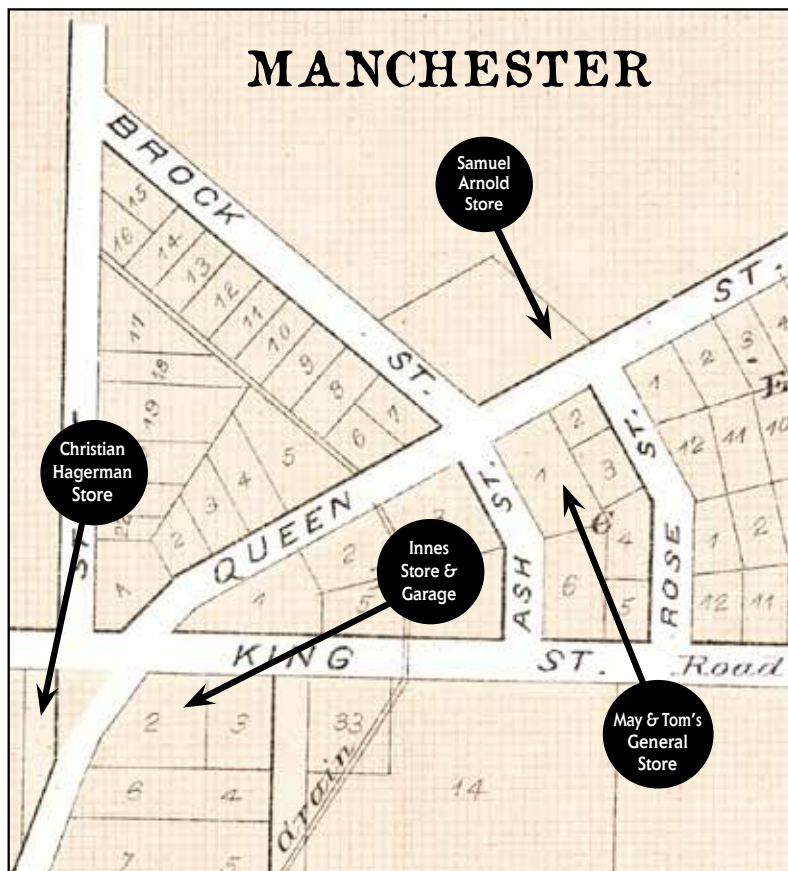 MANCHESTER
BROCK
ST.
Samuel
Arnold
Store
ST.
15
16
14
13
12
11
10
9
8
7
6
17
18
19
5
4
3
2
1
Christian
Hagerman
Store
QUEEN
ST.
ASH
ST.
ROSE
1
2
3
4
12
11
10
1
2
12
11
2
1
3
4
6
5
C
E
1
2
5
Innes
Store &
Garage
KING
ST.
Road
May & Tom's
General
Store
2
3
33
6
4
14
drain
7
5